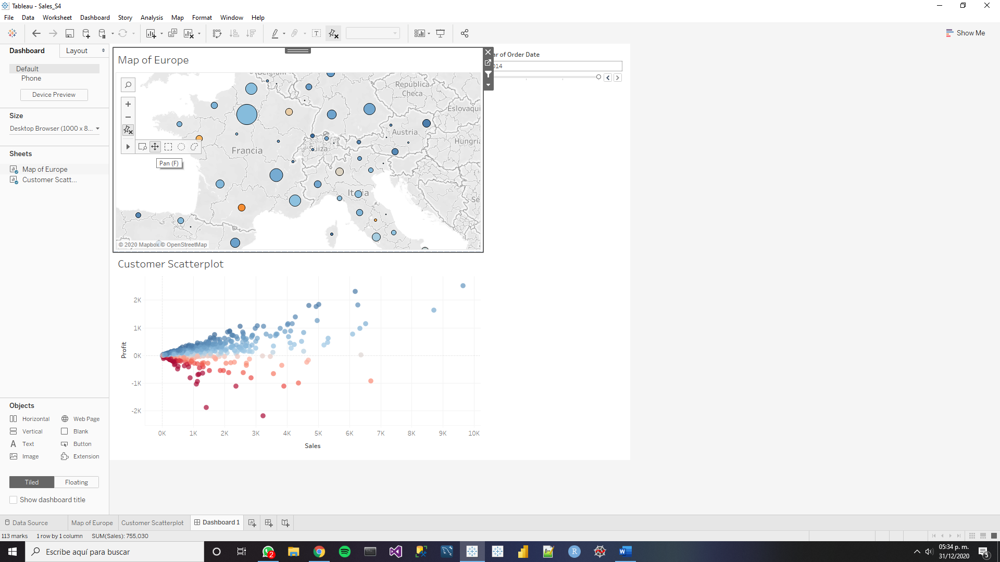 Tableau - Sales_S4
File Data Worksheet Dashboard Story Analysis Map Format Window Help
Show Me
Dashboard Layout
Default
Phone
Device Preview
Size
Desktop Browser (1000 x 8...
Sheets
Map of Europe
Customer Scatt...
Objects
Horizontal Web Page
Vertical Blank
Text Button
Image Extension
Tiled Floating
Show dashboard title
Map of Europe
Belgium
República
Checa
Eslovaqui
Austria
Hungrí
Francia
Suiza
Italia
Se
Pan (F)
© 2020 Mapbox © OpenStreetMap
ar of Order Date
014
Customer Scatterplot
Profit
2K
1K
0K
-1K
-2K
0K 1K 2K 3K 4K 5K 6K 7K 8K 9K 10K
Sales
Data Source Map of Europe Customer Scatterplot Dashboard 1
113 marks 1 row by 1 column SUM(Sales): 755,030
Escribe aquí para buscar
2
R
W
05:34 p. m.
31/12/2020
5